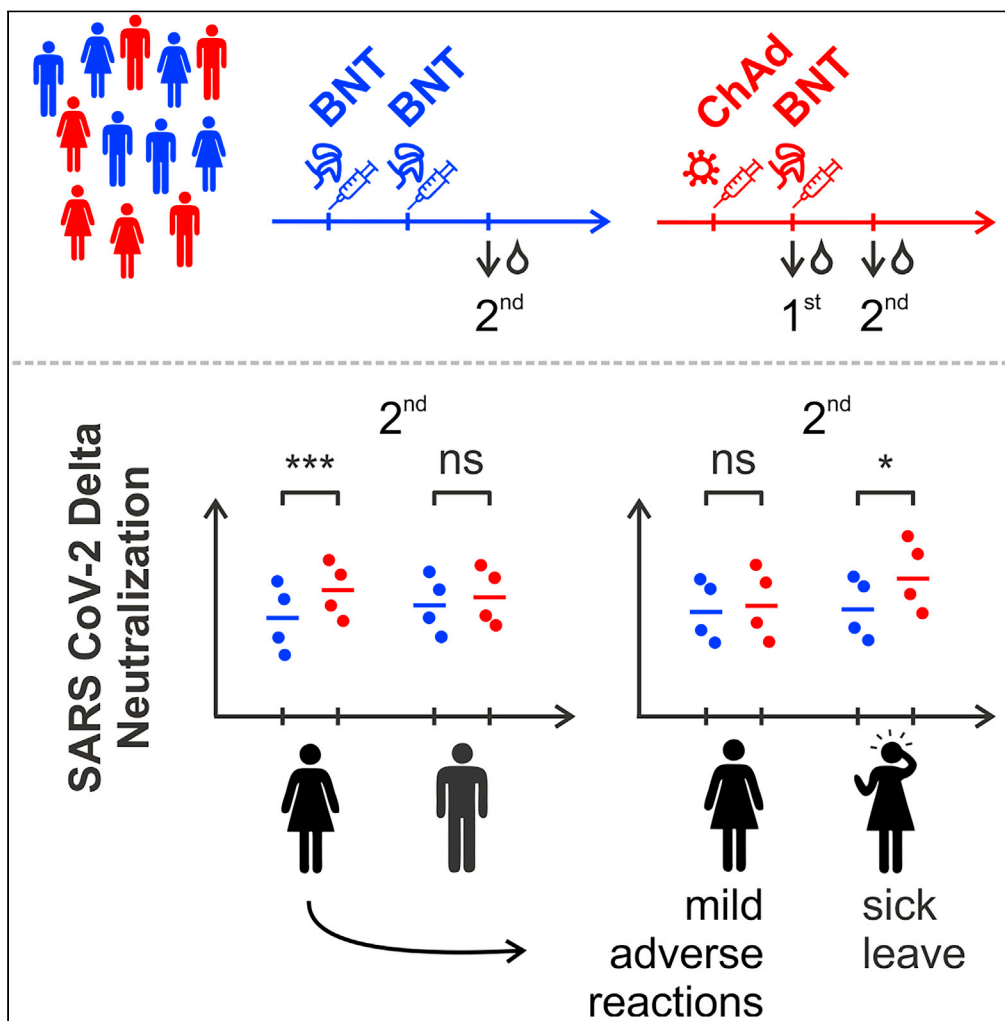 BNT
BNT
ChAd
BNT
2nd
1st
2nd
SARS CoV-2 Delta
Neutralization
2nd
***
ns
2nd
ns
*
mild
adverse
reactions
sick
leave